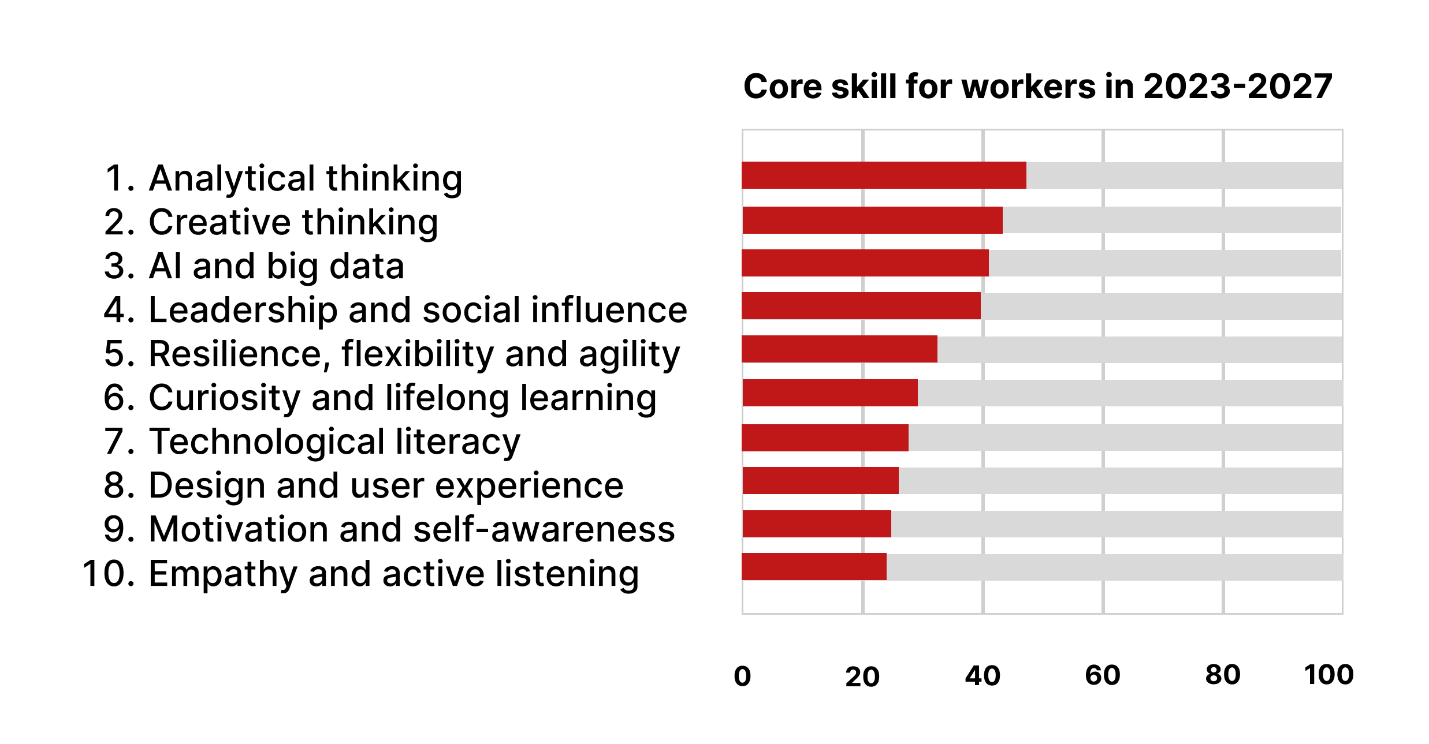 Core skill for workers in 2023-2027
1. Analytical thinking
2. Creative thinking
3. AI and big data
4. Leadership and social influence
5. Resilience, flexibility and agility
6. Curiosity and lifelong learning
7. Technological literacy
8. Design and user experience
9. Motivation and self-awareness
10. Empathy and active listening
0 20 40 60 80 100